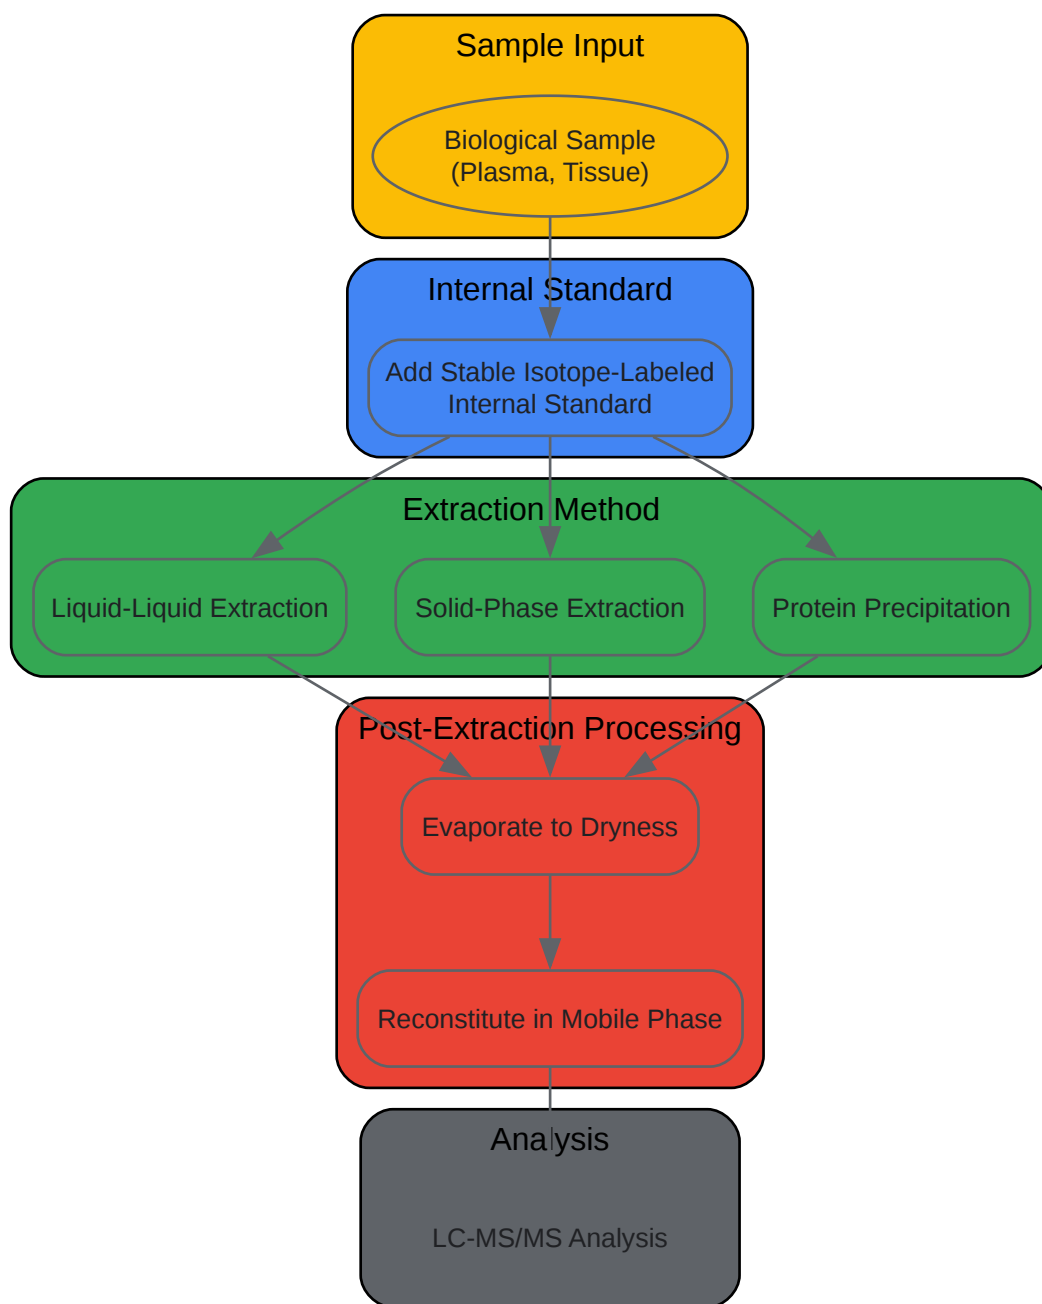 Sample Input
Biological Sample
(Plasma, Tissue)
Internal Standard
Add Stable Isotope-Labeled
Internal Standard
Extraction Method
Liquid-Liquid Extraction
Solid-Phase Extraction
Protein Precipitation
Post-Extraction Processing
Evaporate to Dryness
Reconstitute in Mobile Phase
Analysis
LC-MS/MS Analysis